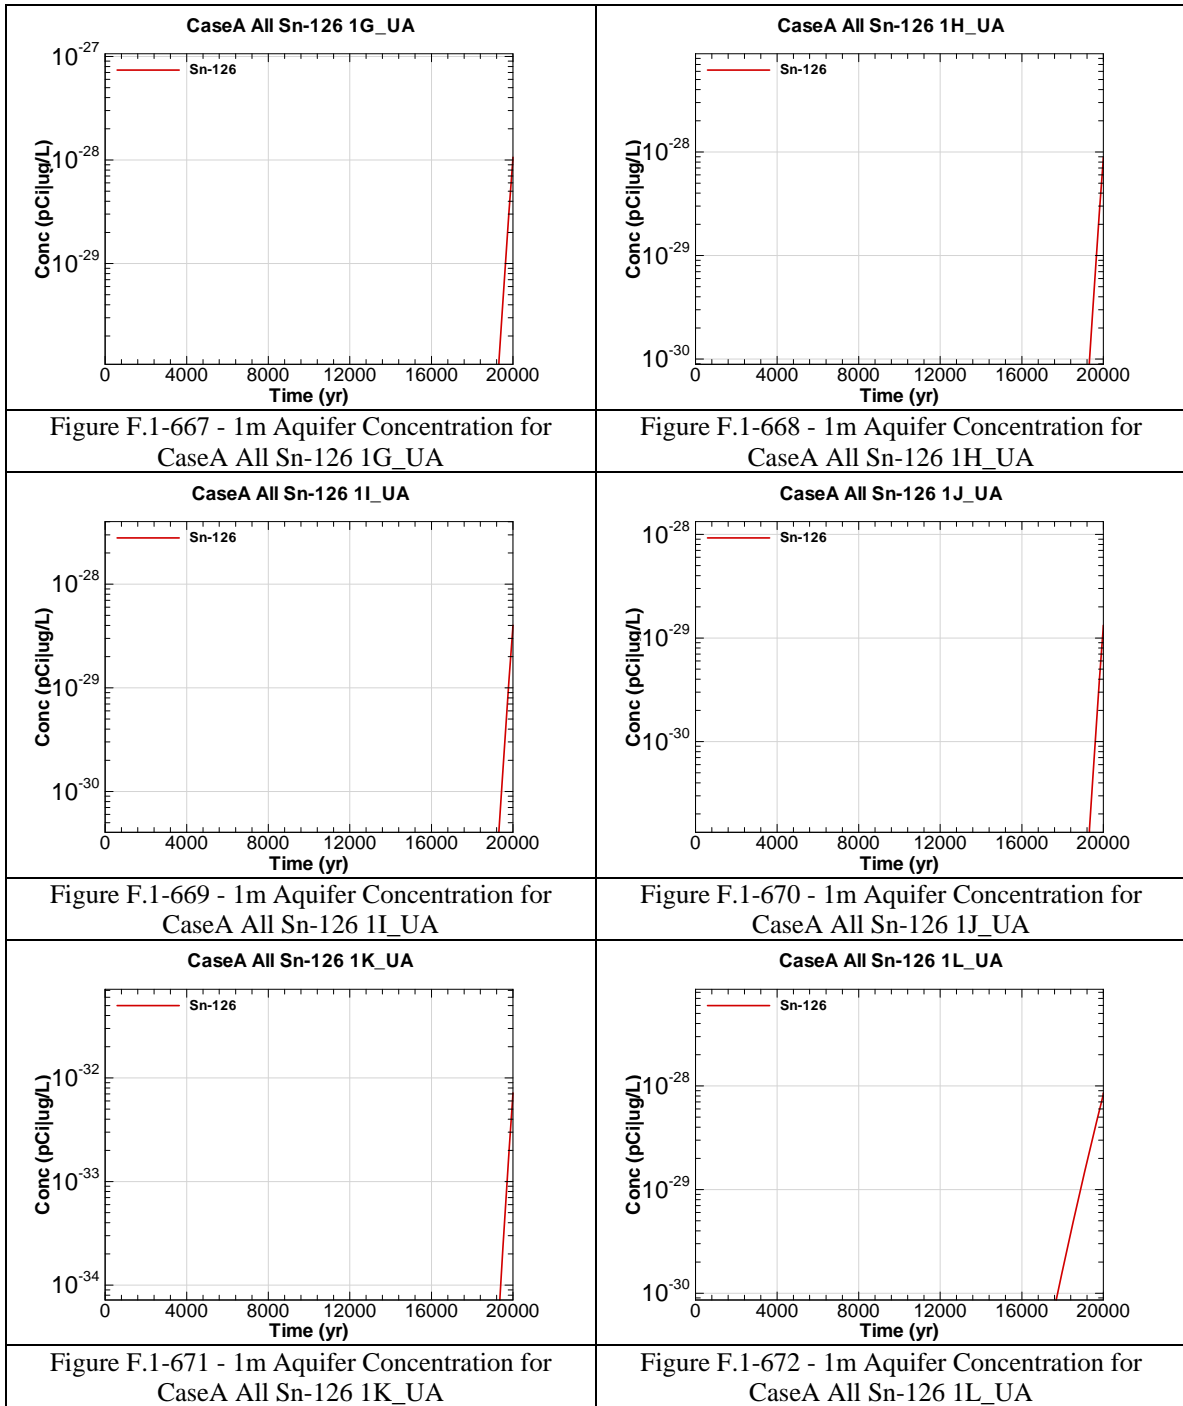 CaseA All Sn-126 1G_UA
Sn-126
10-27
10-28
10-29
Conc (pCi|ug/L)
0 4000 8000 12000 16000 20000
Time (yr)
Figure F.1-667 - 1m Aquifer Concentration for
CaseA All Sn-126 1G_UA
CaseA All Sn-126 1H_UA
Sn-126
10-28
10-29
10-30
Conc (pCi|ug/L)
0 4000 8000 12000 16000 20000
Time (yr)
Figure F.1-668 - 1m Aquifer Concentration for
CaseA All Sn-126 1H_UA
CaseA All Sn-126 1I_UA
Sn-126
10-28
10-29
10-30
Conc (pCi|ug/L)
0 4000 8000 12000 16000 20000
Time (yr)
Figure F.1-669 - 1m Aquifer Concentration for
CaseA All Sn-126 1I_UA
CaseA All Sn-126 1J_UA
Sn-126
10-28
10-29
10-30
Conc (pCi|ug/L)
0 4000 8000 12000 16000 20000
Time (yr)
Figure F.1-670 - 1m Aquifer Concentration for
CaseA All Sn-126 1J_UA
CaseA All Sn-126 1K_UA
Sn-126
10-32
10-33
10-34
Conc (pCi|ug/L)
0 4000 8000 12000 16000 20000
Time (yr)
Figure F.1-671 - 1m Aquifer Concentration for
CaseA All Sn-126 1K_UA
CaseA All Sn-126 1L_UA
Sn-126
10-28
10-29
10-30
Conc (pCi|ug/L)
0 4000 8000 12000 16000 20000
Time (yr)
Figure F.1-672 - 1m Aquifer Concentration for
CaseA All Sn-126 1L_UA